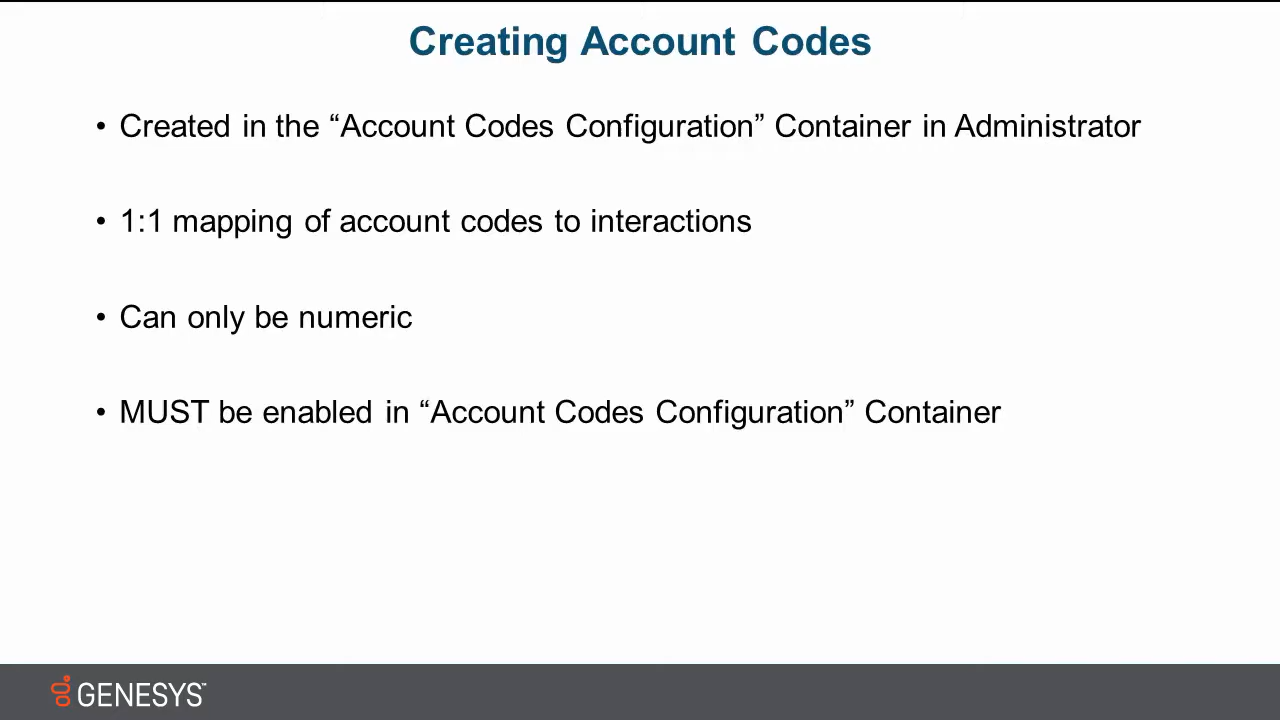 Creating Account Codes
• Created in the “Account Codes Configuration” Container in Administrator
• 1:1 mapping of account codes to interactions
• Can only be numeric
• MUST be enabled in “Account Codes Configuration” Container
GENESYS™